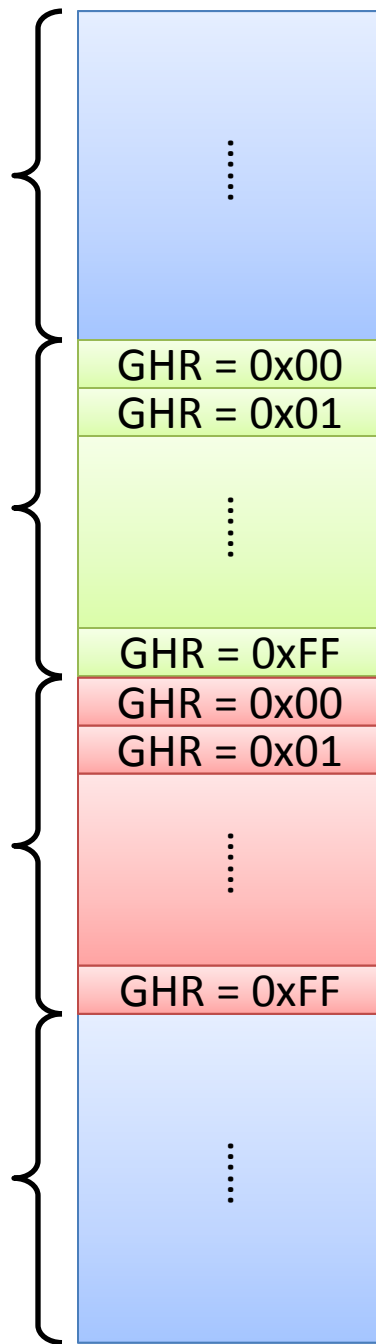 ......
GHR = 0x00
GHR = 0x01
......
GHR = 0xFF
GHR = 0x00
GHR = 0x01
......
GHR = 0xFF
......